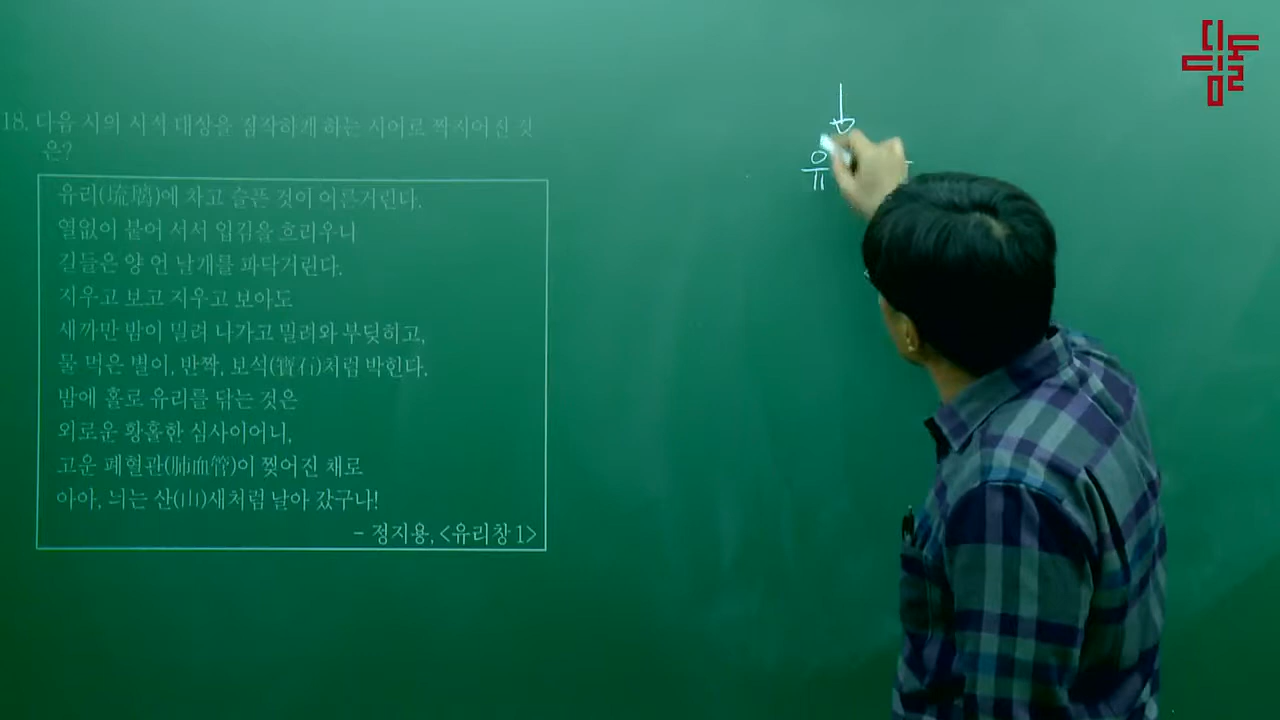 18. 다음 시의 시적 대상을 짐작하게 하는 시어로 짝지어진 것
은?
유리(琉璃)에 차고 슬픈 것이 어른거린다.
열없이 붙어 서서 입김을 흐리우니
길들은 양 언 날개를 파닥거린다.
지우고 보고 지우고 보아도
새까만 밤이 밀려 나가고 밀려와 부딪히고,
물 먹은 별이, 반짝, 보석(寶石)처럼 박힌다.
밤에 홀로 유리를 닦는 것은
외로운 황홀한 심사이어니,
고운 폐혈관(肺血管)이 찢어진 채로
아아, 늬는 산(山)새처럼 날아 갔구나!
- 정지용, <유리창 1>
유